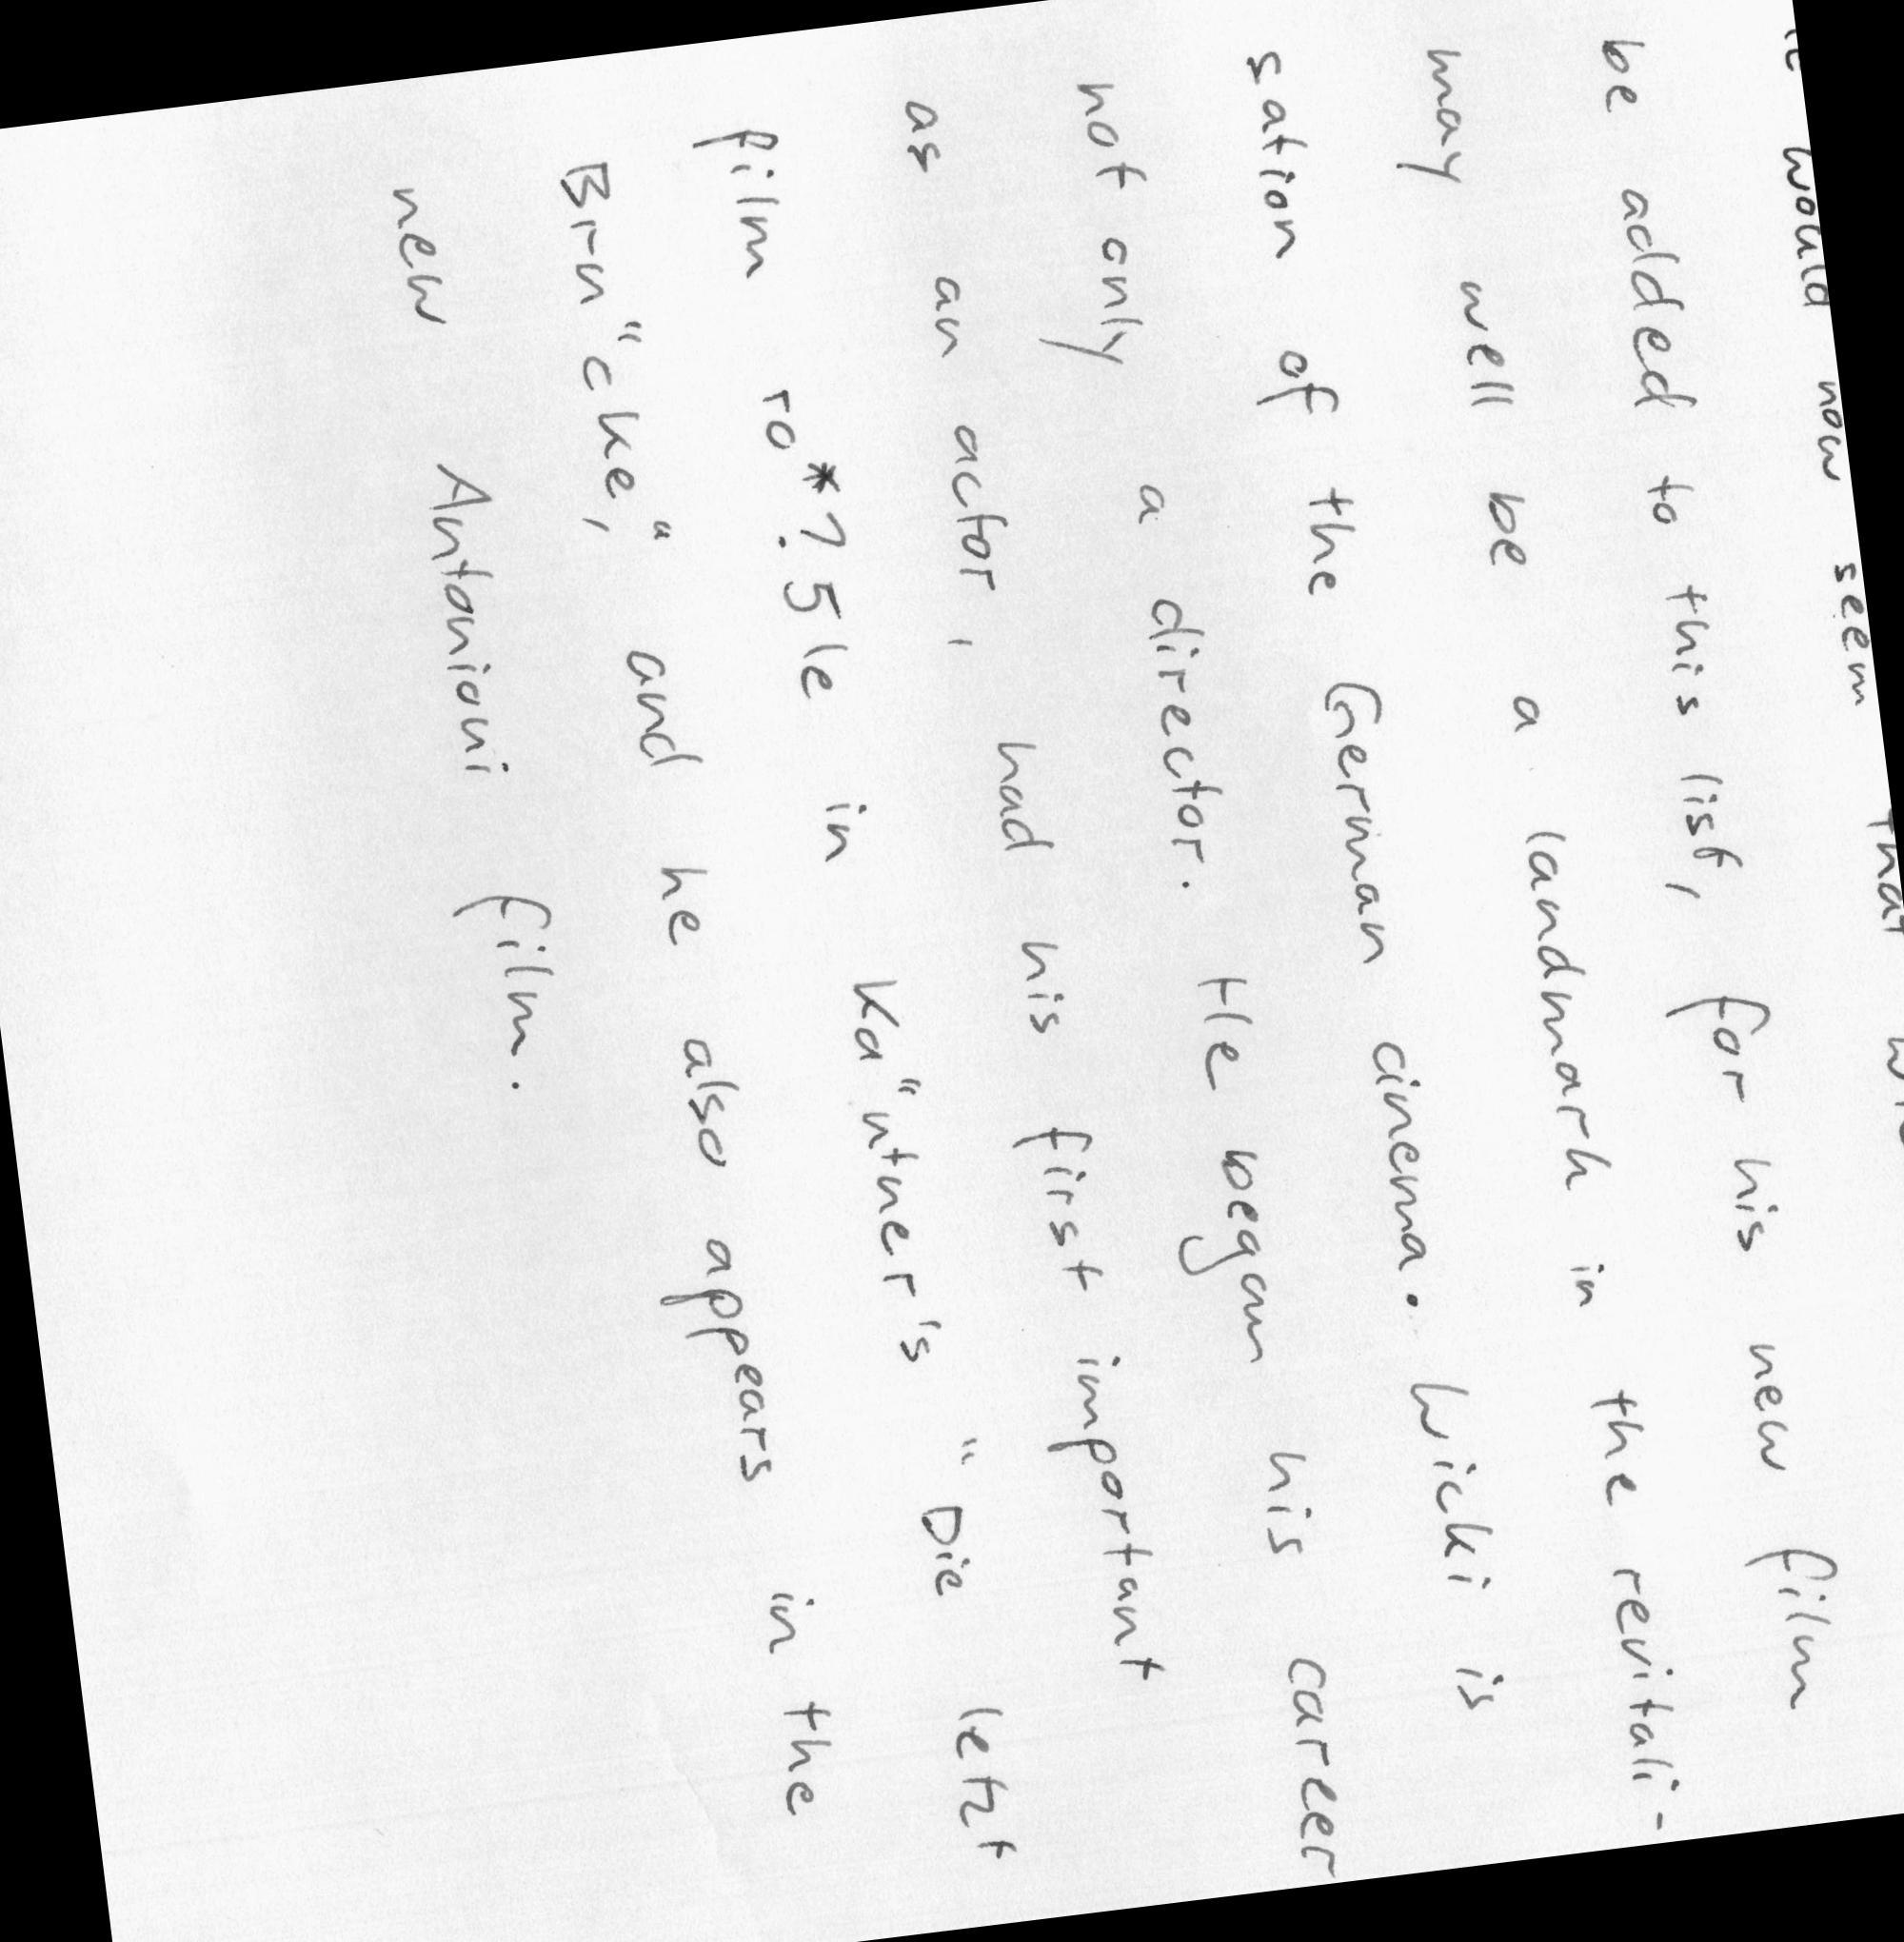 would now seem that
be added to this list, for his new film
may well be a landmark in the revitali-
sation of the German cinema. Wicki is
not only a director. He began his career
as an actor, had his first important
film ro*?5le in Ka"utner's "Die letzt
Bru"cke," and he also appears in the
new Antonioni film.